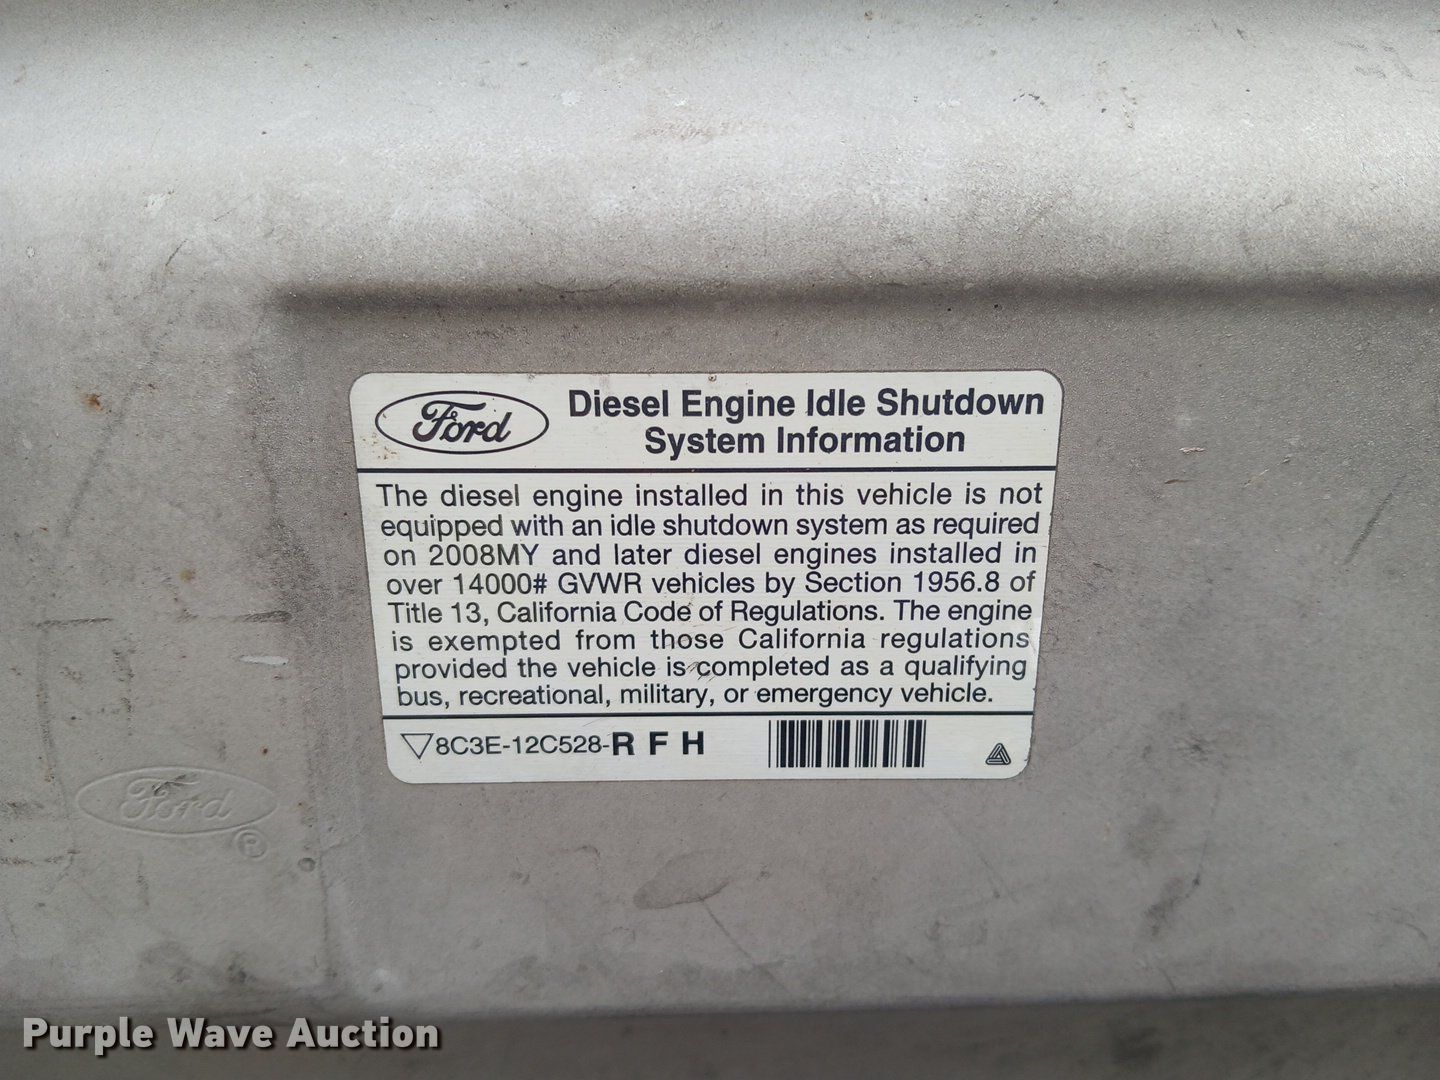 Ford
Diesel Engine Idle Shutdown
System Information
The diesel engine installed in this vehicle is not
equipped with an idle shutdown system as required
on 2008MY and later diesel engines installed in
over 14000# GVWR vehicles by Section 1956.8 of
Title 13, California Code of Regulations. The engine
is exempted from those California regulations
provided the vehicle is completed as a qualifying
bus, recreational, military, or emergency vehicle.
8C3E-12C528-R F H
Ford ®
Purple Wave Auction